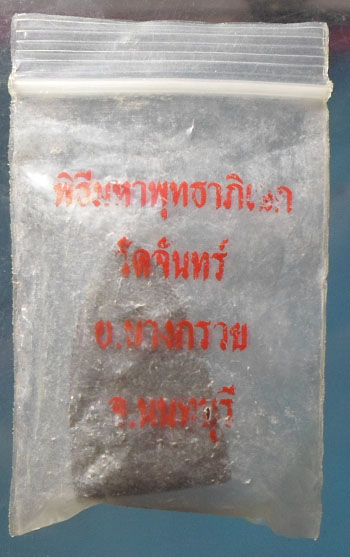 พิธีมหาพุทธาภิเษก
วัดจันทร์
อ.บางกรวย
จ.นนทบุรี